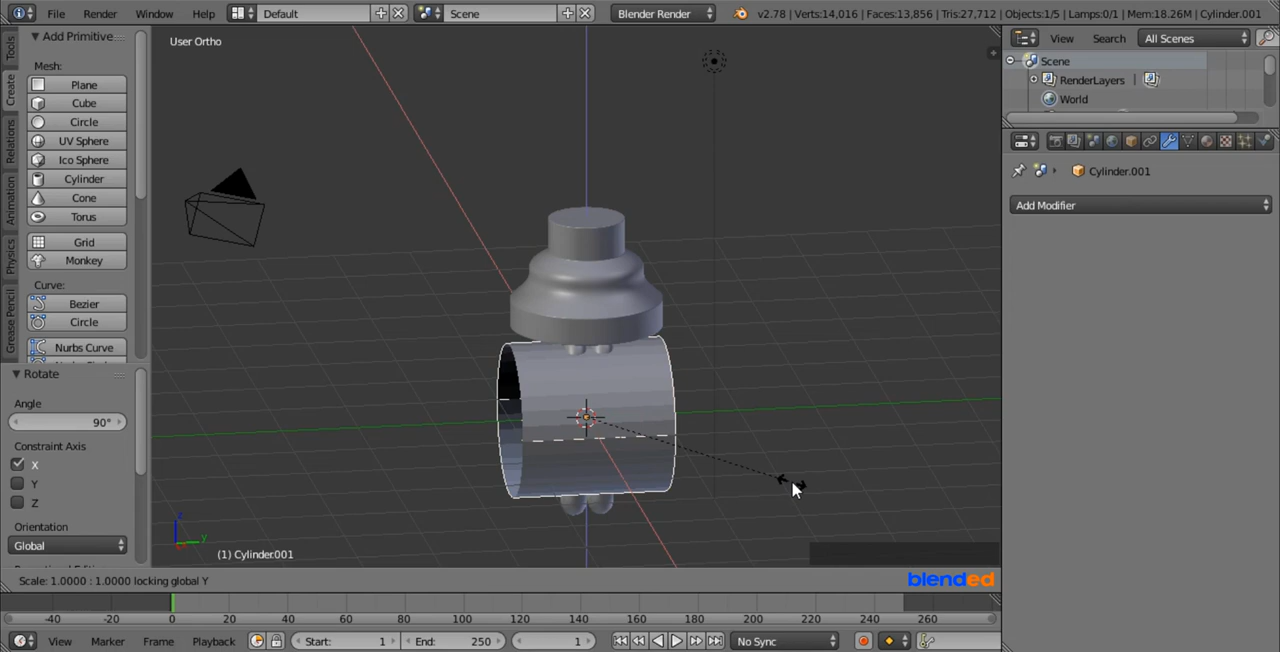 File Render Window Help Default Scene Blender Render v2.78 | Verts:14,016 | Faces:13,856 | Tris:27,712 | Objects:1/5 | Lamps:0/1 | Mem:18.26M | Cylinder.001
Tools
Create
Relations
Animation
Physics
Grease Pencil
Add Primitive
Mesh:
Plane
Cube
Circle
UV Sphere
Ico Sphere
Cylinder
Cone
Torus
Grid
Monkey
Curve:
Bezier
Circle
Nurbs Curve
Rotate
Angle
90°
Constraint Axis
X
Y
Z
Orientation
Global
User Ortho
z
y
(1) Cylinder.001
Scale: 1.0000 : 1.0000 locking global Y
blended
View Search All Scenes
Scene
RenderLayers
World
Cylinder.001
Add Modifier
-40 -20 0 20 40 60 80 100 120 140 160 180 200 220 240 260
View Marker Frame Playback Start: 1 End: 250 1 No Sync